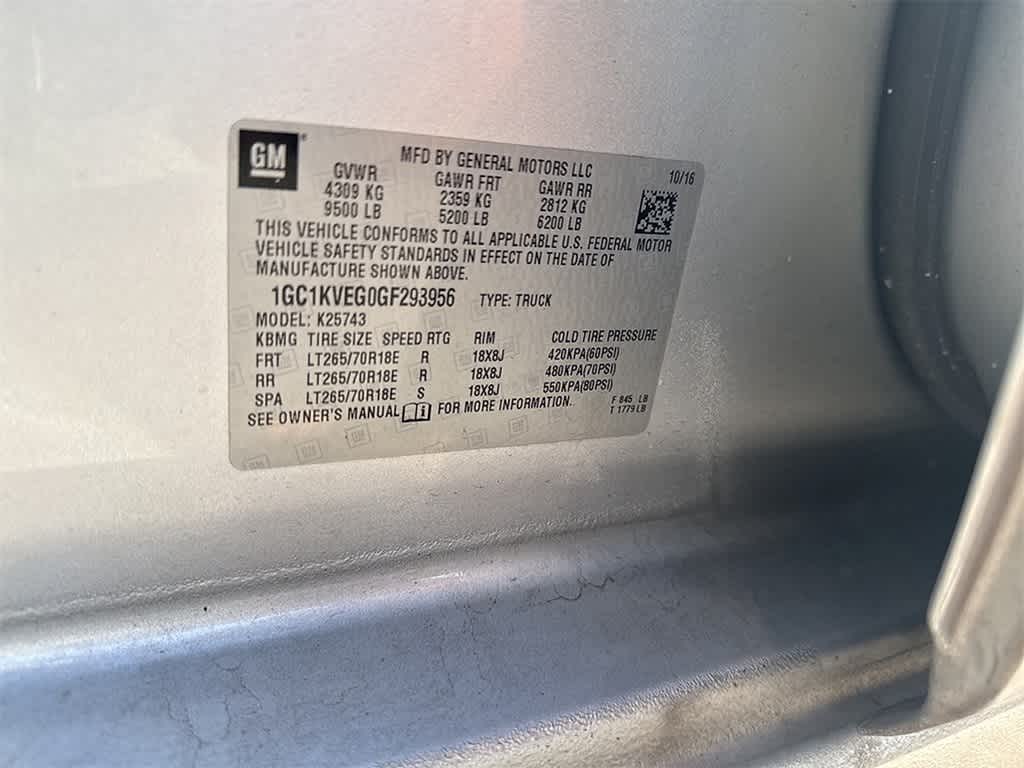 GM
MFD BY GENERAL MOTORS LLC 10/16
GVWR GAWR FRT GAWR RR
4309 KG 2359 KG 2812 KG
9500 LB 5200 LB 6200 LB
THIS VEHICLE CONFORMS TO ALL APPLICABLE U.S. FEDERAL MOTOR
VEHICLE SAFETY STANDARDS IN EFFECT ON THE DATE OF
MANUFACTURE SHOWN ABOVE.
1GC1KVEG0GF293956 TYPE: TRUCK
MODEL: K25743
KBMG TIRE SIZE SPEED RTG RIM COLD TIRE PRESSURE
FRT LT265/70R18E R 18X8J 420KPA(60PSI)
RR LT265/70R18E R 18X8J 480KPA(70PSI)
SPA LT265/70R18E S 18X8J 550KPA(80PSI)
SEE OWNER'S MANUAL FOR MORE INFORMATION.
F 845 LB
T 1779 LB